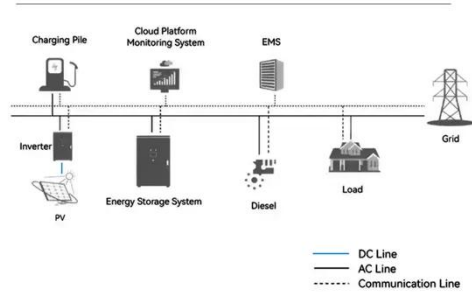 Charging Pile
Cloud Platform
Monitoring System
EMS
Grid
Inverter
PV
Energy Storage System
Diesel
Load
DC Line
AC Line
Communication Line